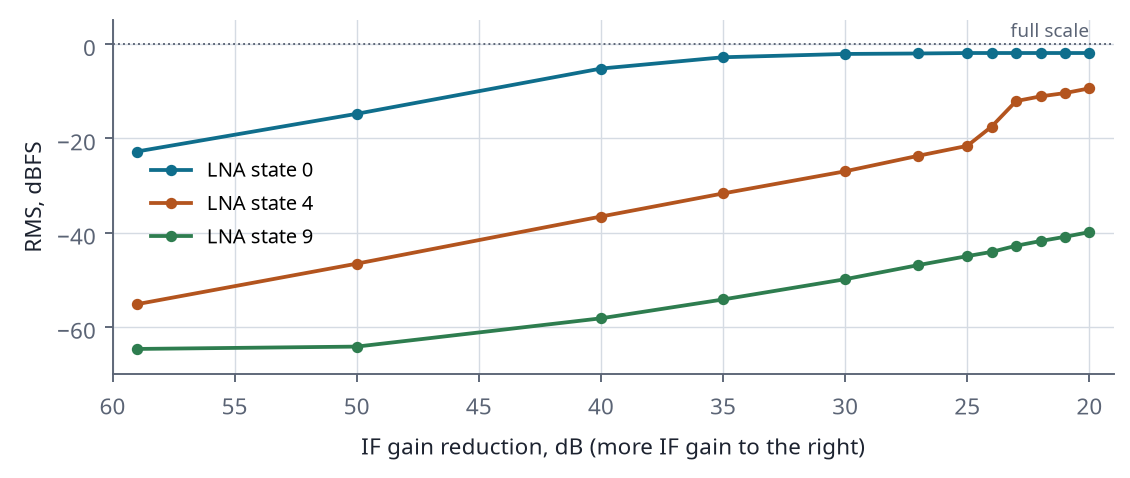 full scale
0
−20
−40
−60
RMS, dBFS
LNA state 0
LNA state 4
LNA state 9
60 55 50 45 40 35 30 25 20
IF gain reduction, dB (more IF gain to the right)